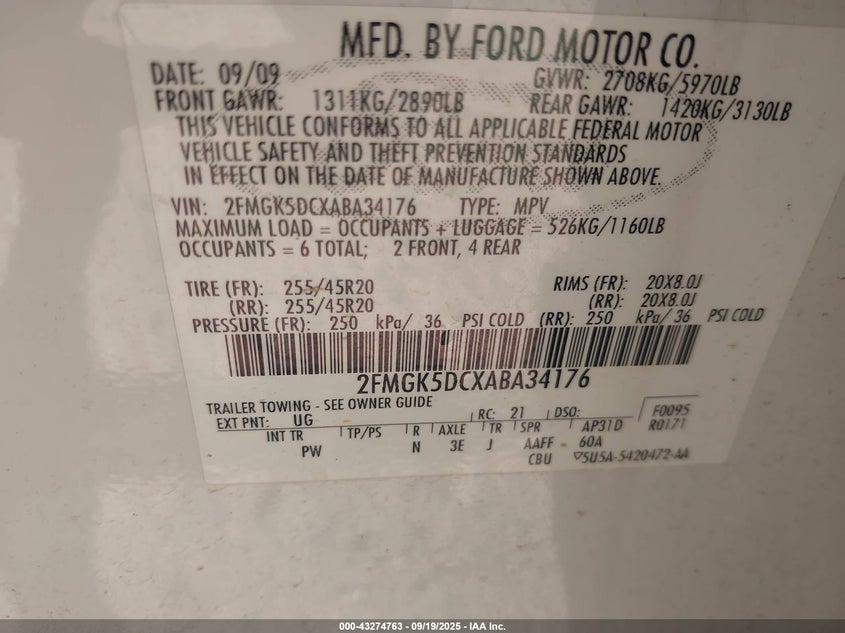 MFD. BY FORD MOTOR CO.
DATE: 09/09 GVWR: 2708KG/5970LB
FRONT GAWR: 1311KG/2890LB REAR GAWR: 1420KG/3130LB
THIS VEHICLE CONFORMS TO ALL APPLICABLE FEDERAL MOTOR
VEHICLE SAFETY AND THEFT PREVENTION STANDARDS
IN EFFECT ON THE DATE OF MANUFACTURE SHOWN ABOVE.
VIN: 2FMGK5DCXABA34176 TYPE: MPV
MAXIMUM LOAD = OCCUPANTS + LUGGAGE = 526KG/1160LB
OCCUPANTS = 6 TOTAL; 2 FRONT, 4 REAR
TIRE (FR): 255/45R20 RIMS (FR): 20X8.0J
(RR): 255/45R20 (RR): 20X8.0J
PRESSURE (FR): 250 kPa/ 36 PSI COLD (RR): 250 kPa/ 36 PSI COLD
2FMGK5DCXABA34176
TRAILER TOWING - SEE OWNER GUIDE
EXT PNT: UG RC: 21 DSO: F0095
INT TR TP/PS R AXLE TR SPR AP31D R0171
PW N 3E J AAFF 60A
CBU 5U5A-5420472-AA
000-43274763 - 09/19/2025 - IAA Inc.